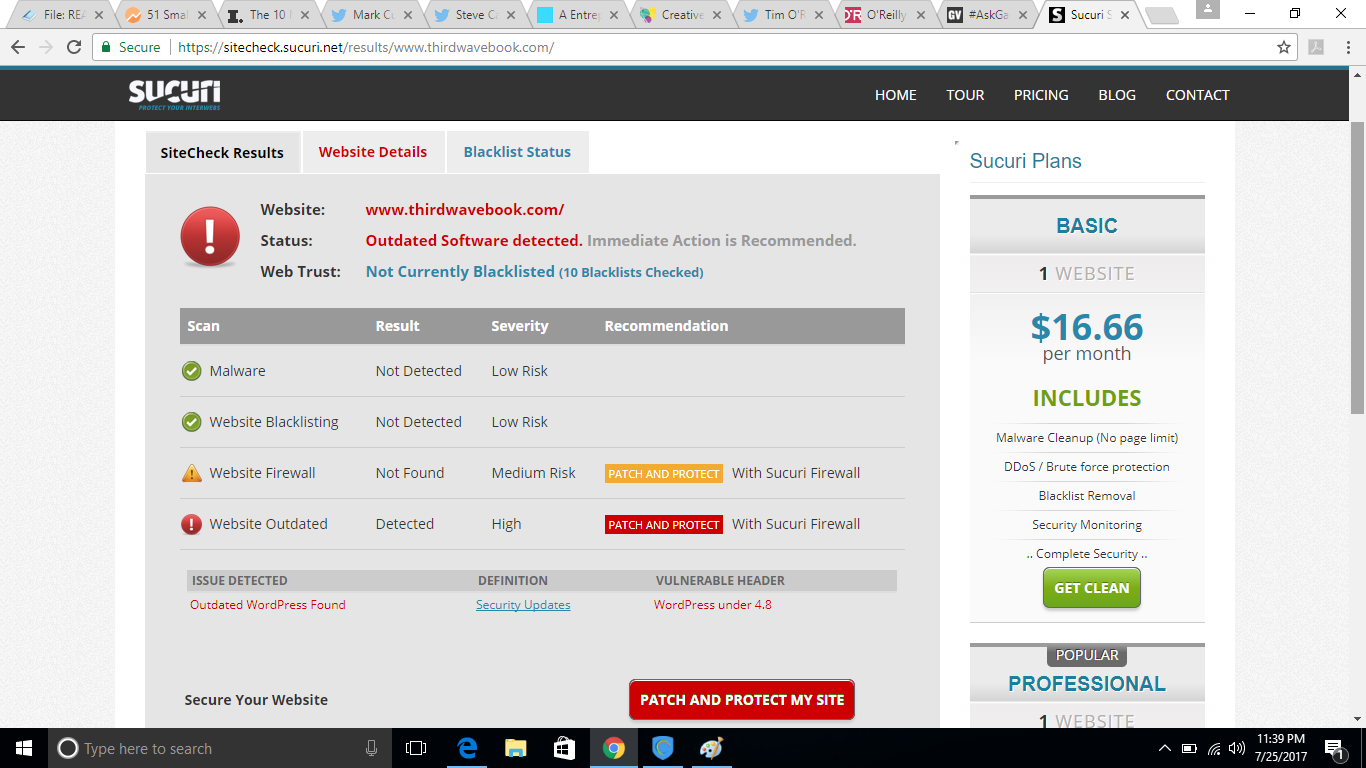 File: REA
51 Smal
The 10
Mark Cu
Steve Ca
A Entrep
Creative
Tim O'R
O'Reilly
#AskGa
Sucuri S
Secure https://sitecheck.sucuri.net/results/www.thirdwavebook.com/
SUCURI
PROTECT YOUR INTERWEBS
HOME TOUR PRICING BLOG CONTACT
SiteCheck Results Website Details Blacklist Status
Website: www.thirdwavebook.com/
Status: Outdated Software detected. Immediate Action is Recommended.
Web Trust: Not Currently Blacklisted (10 Blacklists Checked)
Scan Result Severity Recommendation
Malware Not Detected Low Risk
Website Blacklisting Not Detected Low Risk
Website Firewall Not Found Medium Risk PATCH AND PROTECT With Sucuri Firewall
Website Outdated Detected High PATCH AND PROTECT With Sucuri Firewall
ISSUE DETECTED DEFINITION VULNERABLE HEADER
Outdated WordPress Found Security Updates WordPress under 4.8
Secure Your Website PATCH AND PROTECT MY SITE
Sucuri Plans
BASIC
1 WEBSITE
$16.66
per month
INCLUDES
Malware Cleanup (No page limit)
DDoS / Brute force protection
Blacklist Removal
Security Monitoring
.. Complete Security ..
GET CLEAN
POPULAR
PROFESSIONAL
1 WEBSITE
Type here to search
11:39 PM
7/25/2017
1